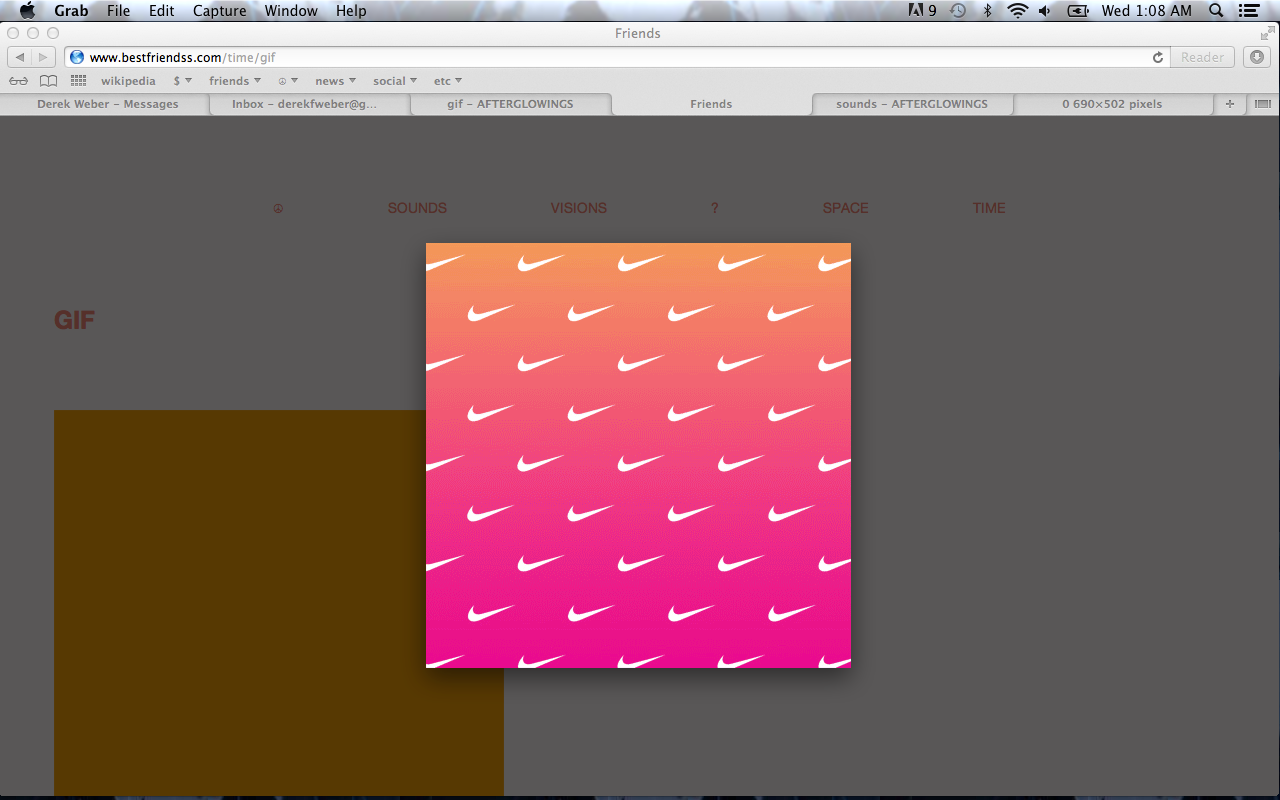 Grab File Edit Capture Window Help 9 Wed 1:08 AM
Friends
www.bestfriendss.com/time/gif Reader
wikipedia $ friends ☮ news social etc
Derek Weber – Messages Inbox – derekfweber@g... gif – AFTERGLOWINGS Friends sounds – AFTERGLOWINGS 0 690×502 pixels +
☮ SOUNDS VISIONS ? SPACE TIME
GIF